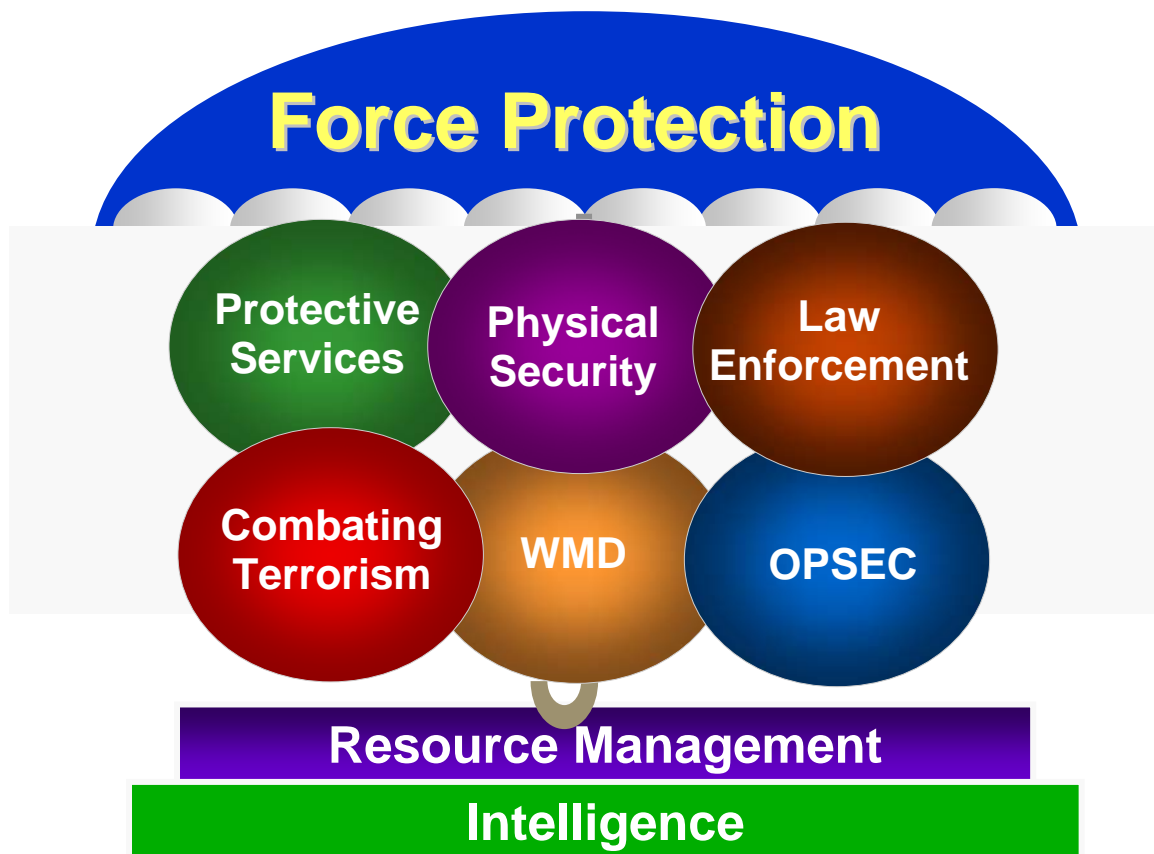 Force Protection
Protective
Services
Physical
Security
Law
Enforcement
Combating
Terrorism
WMD
OPSEC
Resource Management
Intelligence